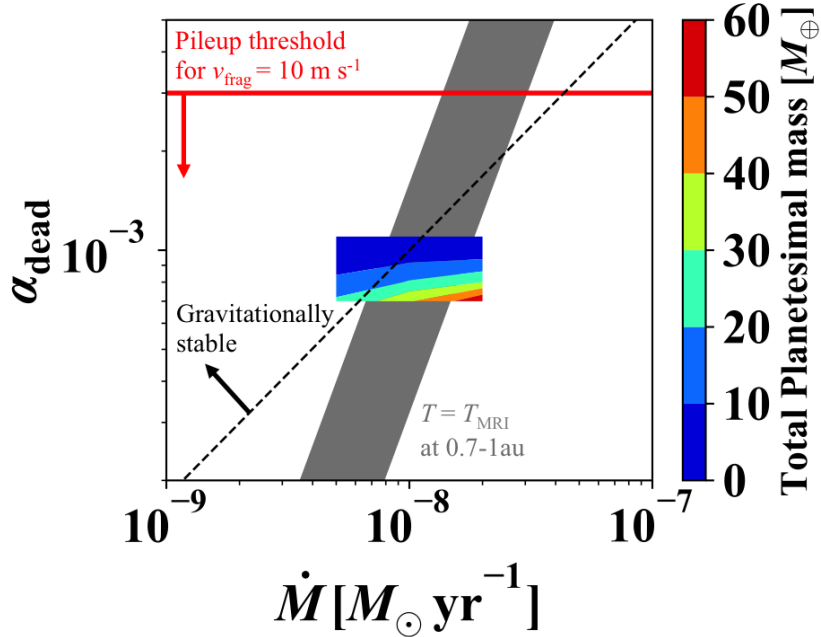 Pileup threshold
for v_frag = 10 m s⁻¹
α_dead
10⁻³
Gravitationally
stable
T = T_MRI
at 0.7-1au
10⁻⁹
10⁻⁸
10⁻⁷
Ṁ [M_⊙ yr⁻¹]
60
50
40
30
20
10
0
Total Planetesimal mass [M_⊕]